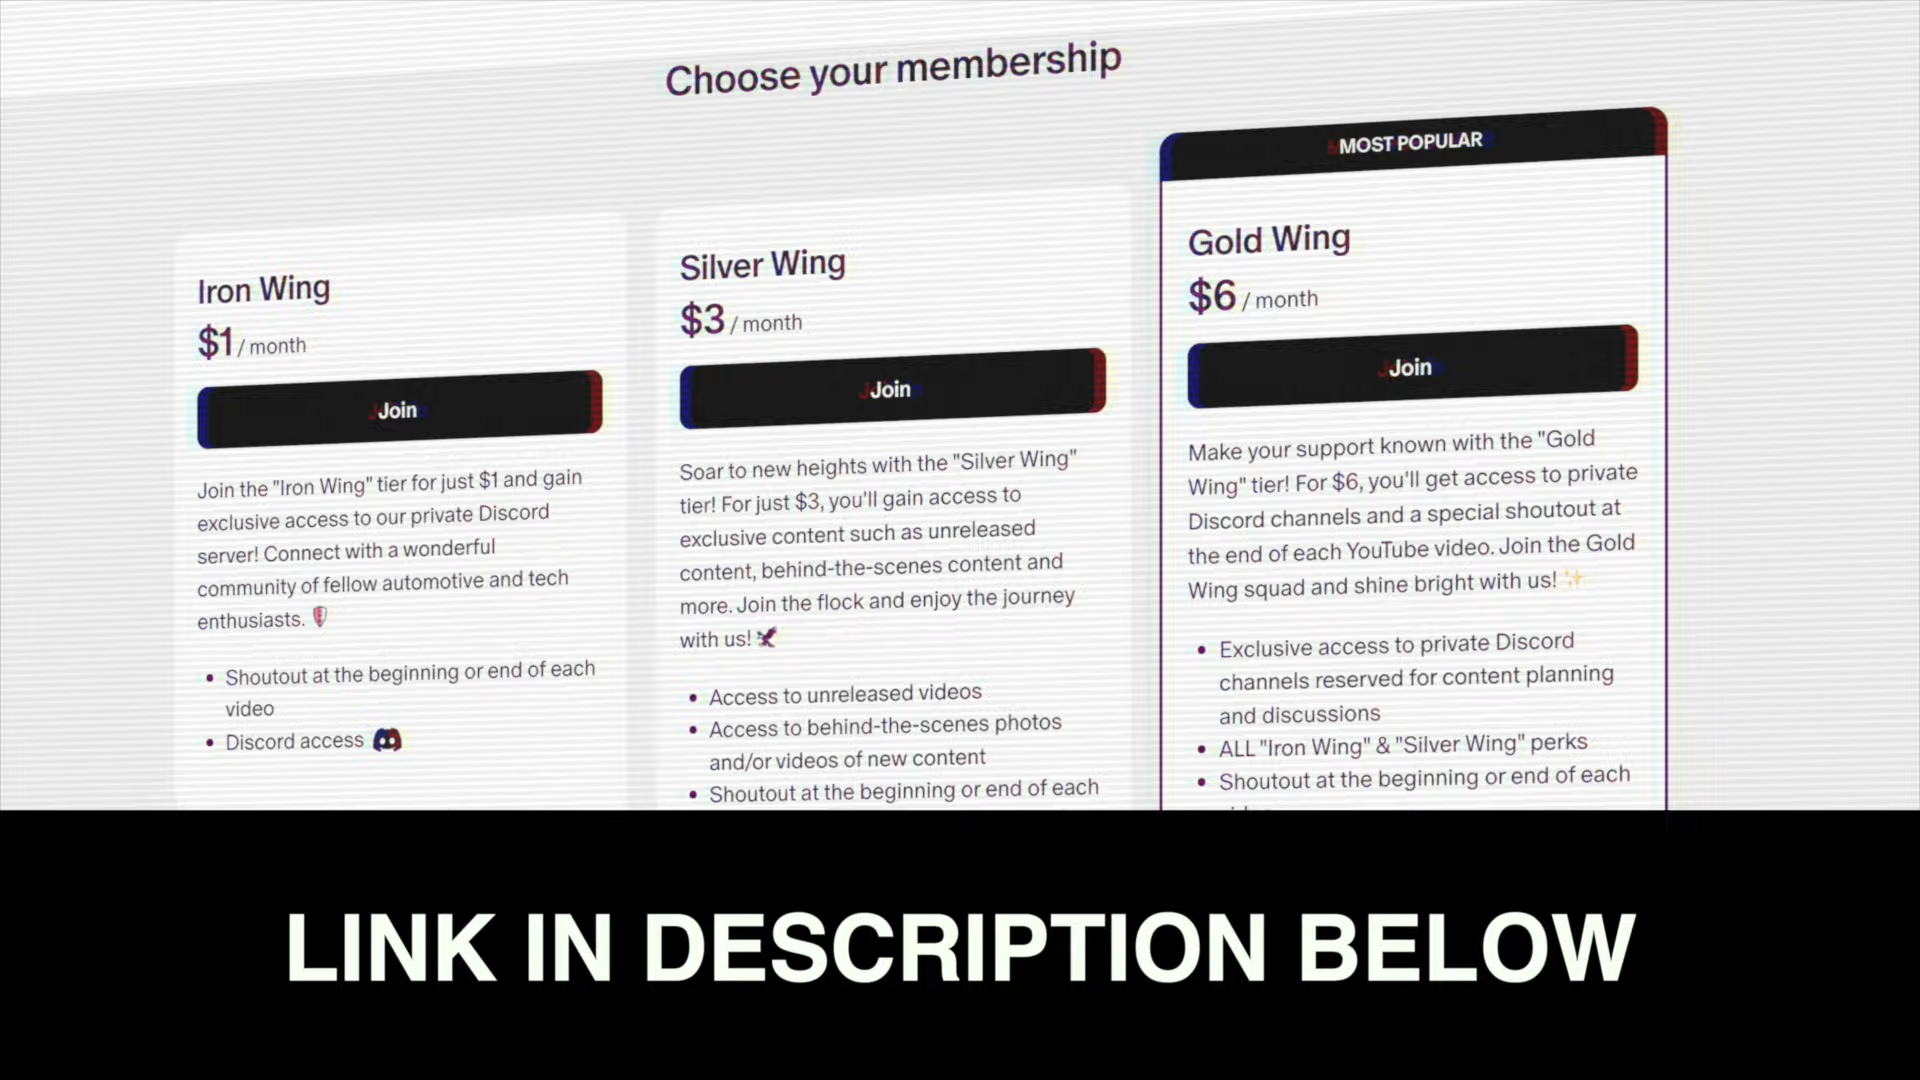 Choose your membership
Iron Wing
$1 / month
Join
Join the "Iron Wing" tier for just $1 and gain
exclusive access to our private Discord
server! Connect with a wonderful
community of fellow automotive and tech
enthusiasts.
Shoutout at the beginning or end of each
video
Discord access
Silver Wing
$3 / month
Join
Soar to new heights with the "Silver Wing"
tier! For just $3, you'll gain access to
exclusive content such as unreleased
content, behind-the-scenes content and
more. Join the flock and enjoy the journey
with us!
Access to unreleased videos
Access to behind-the-scenes photos
and/or videos of new content
Shoutout at the beginning or end of each
MOST POPULAR
Gold Wing
$6 / month
Join
Make your support known with the "Gold
Wing" tier! For $6, you'll get access to private
Discord channels and a special shoutout at
the end of each YouTube video. Join the Gold
Wing squad and shine bright with us!
Exclusive access to private Discord
channels reserved for content planning
and discussions
ALL "Iron Wing" & "Silver Wing" perks
Shoutout at the beginning or end of each
LINK IN DESCRIPTION BELOW